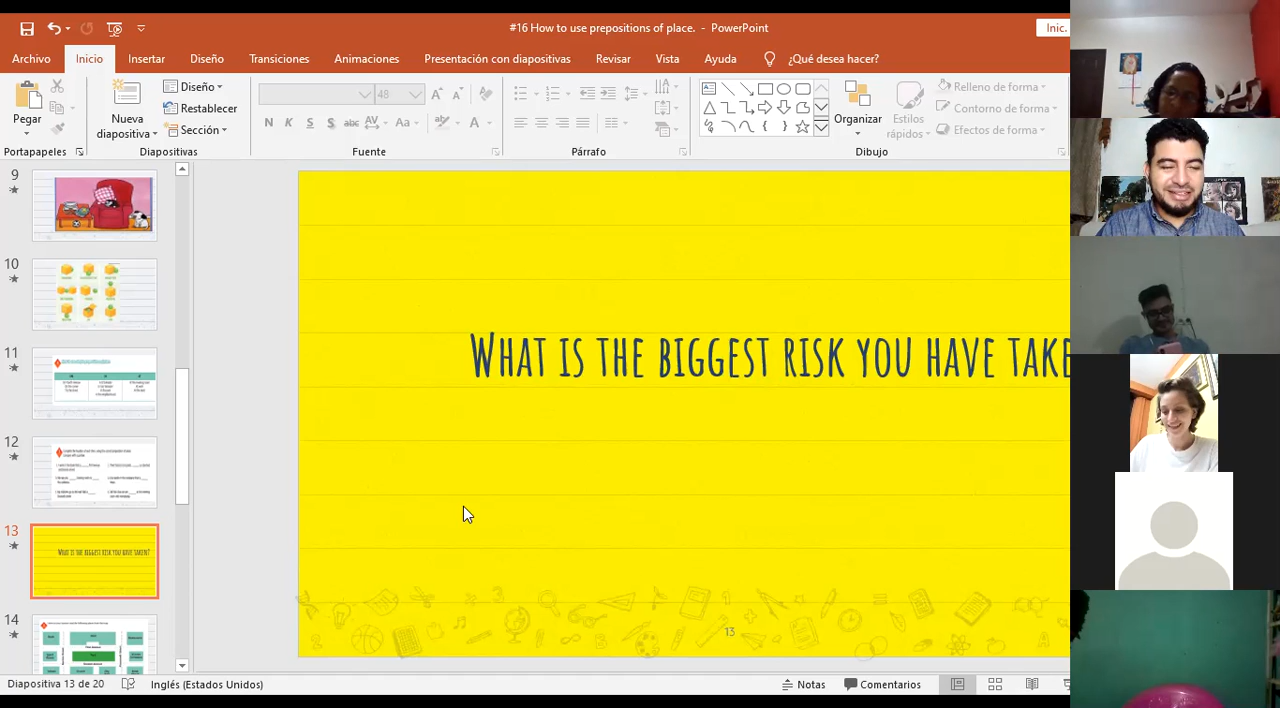 #16 How to use prepositions of place. - PowerPoint
Inic.
Archivo Inicio Insertar Diseño Transiciones Animaciones Presentación con diapositivas Revisar Vista Ayuda ¿Qué desea hacer?
Pegar
Nueva diapositiva
Diseño
Restablecer
Sección
48
N K S S abc AV Aa A
Organizar
Estilos rápidos
Relleno de forma
Contorno de forma
Efectos de forma
Portapapeles Diapositivas Fuente Párrafo Dibujo
9
10
11
12
13
WHAT IS THE BIGGEST RISK YOU HAVE TAKEN?
14
WHAT IS THE BIGGEST RISK YOU HAVE TAKE
13
Diapositiva 13 de 20 Inglés (Estados Unidos) Notas Comentarios